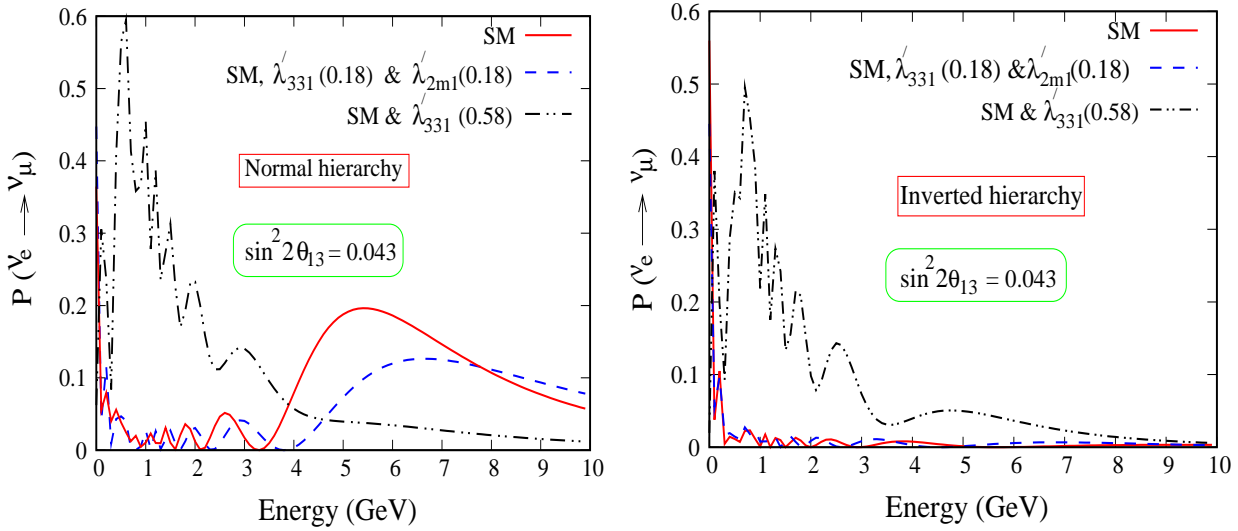 0.6
0.5
0.4
0.3
0.2
0.1
0
0 1 2 3 4 5 6 7 8 9 10
P (νe → νμ)
Energy (GeV)
SM
SM, λ′331 (0.18) & λ′2m1(0.18)
SM & λ′331 (0.58)
Normal hierarchy
sin²2θ13 = 0.043
0.6
0.5
0.4
0.3
0.2
0.1
0
0 1 2 3 4 5 6 7 8 9 10
P (νe → νμ)
Energy (GeV)
SM
SM, λ′331 (0.18) &λ′2m1(0.18)
SM & λ′331(0.58)
Inverted hierarchy
sin²2θ13 = 0.043